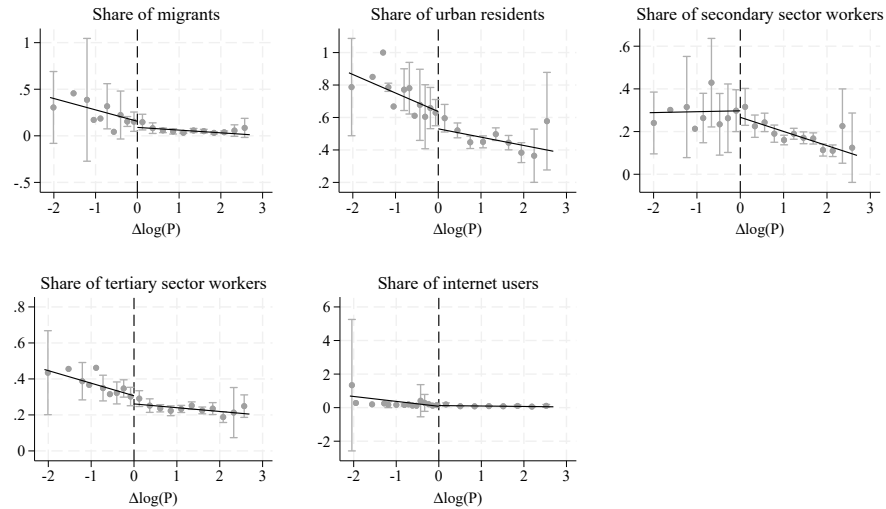 Share of migrants
1
.5
0
-.5
-2 -1 0 1 2 3
Δlog(P)
Share of urban residents
1
.8
.6
.4
.2
-2 -1 0 1 2 3
Δlog(P)
Share of secondary sector workers
.6
.4
.2
0
-2 -1 0 1 2 3
Δlog(P)
Share of tertiary sector workers
.8
.6
.4
.2
0
-2 -1 0 1 2 3
Δlog(P)
Share of internet users
6
4
2
0
-2
-2 -1 0 1 2 3
Δlog(P)